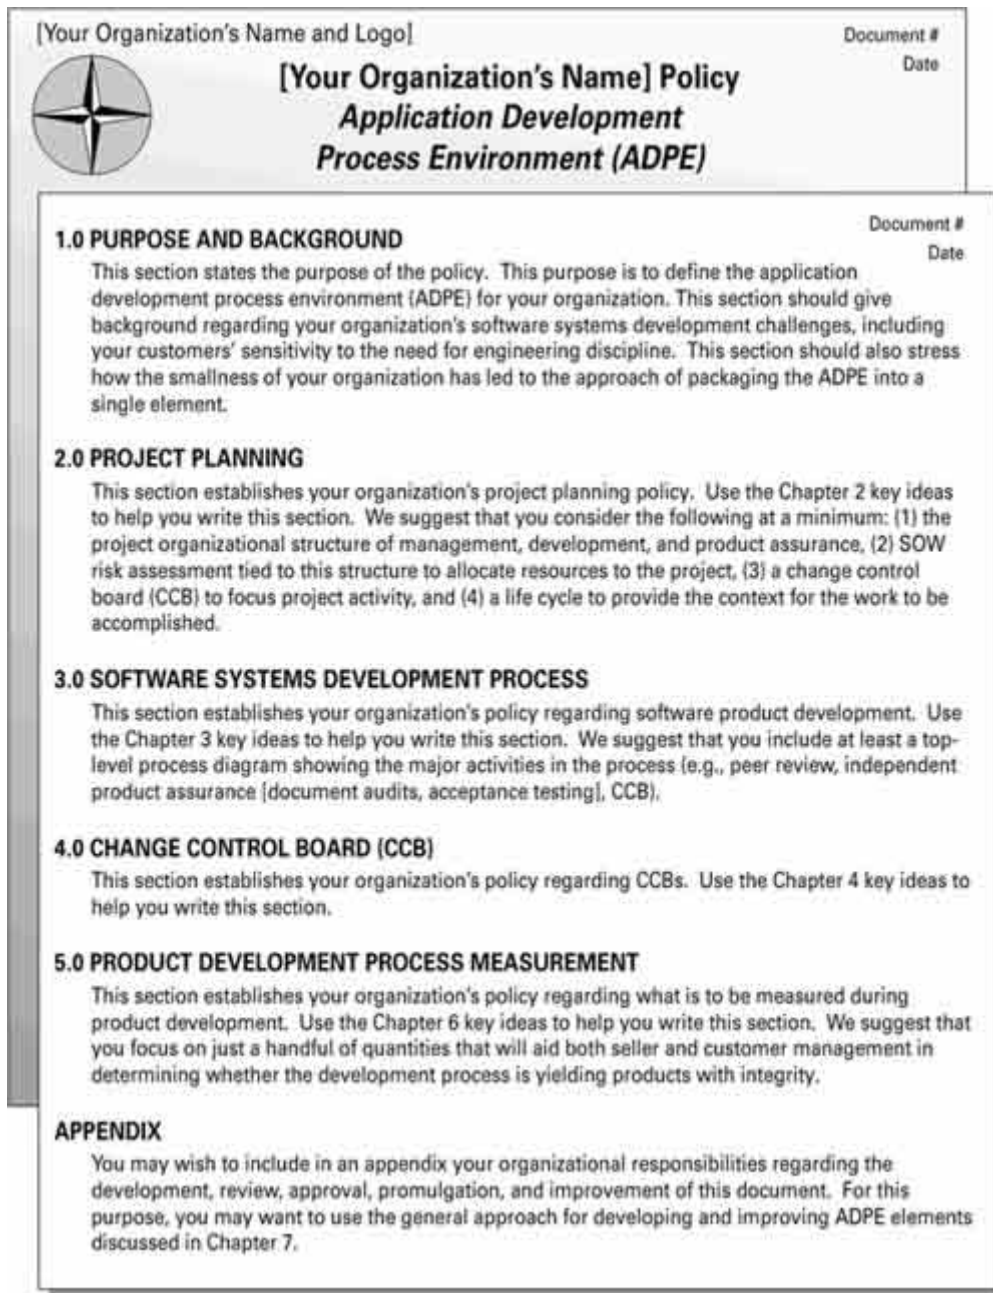 [Your Organization's Name and Logo]
Document #
Date
[Your Organization's Name] Policy
Application Development
Process Environment (ADPE)
Document #
Date
1.0 PURPOSE AND BACKGROUND
This section states the purpose of the policy. This purpose is to define the application
development process environment (ADPE) for your organization. This section should give
background regarding your organization's software systems development challenges, including
your customers' sensitivity to the need for engineering discipline. This section should also stress
how the smallness of your organization has led to the approach of packaging the ADPE into a
single element.
2.0 PROJECT PLANNING
This section establishes your organization's project planning policy. Use the Chapter 2 key ideas
to help you write this section. We suggest that you consider the following at a minimum: (1) the
project organizational structure of management, development, and product assurance, (2) SOW
risk assessment tied to this structure to allocate resources to the project, (3) a change control
board (CCB) to focus project activity, and (4) a life cycle to provide the context for the work to be
accomplished.
3.0 SOFTWARE SYSTEMS DEVELOPMENT PROCESS
This section establishes your organization's policy regarding software product development. Use
the Chapter 3 key ideas to help you write this section. We suggest that you include at least a top-
level process diagram showing the major activities in the process (e.g., peer review, independent
product assurance [document audits, acceptance testing], CCB).
4.0 CHANGE CONTROL BOARD (CCB)
This section establishes your organization's policy regarding CCBs. Use the Chapter 4 key ideas to
help you write this section.
5.0 PRODUCT DEVELOPMENT PROCESS MEASUREMENT
This section establishes your organization's policy regarding what is to be measured during
product development. Use the Chapter 6 key ideas to help you write this section. We suggest that
you focus on just a handful of quantities that will aid both seller and customer management in
determining whether the development process is yielding products with integrity.
APPENDIX
You may wish to include in an appendix your organizational responsibilities regarding the
development, review, approval, promulgation, and improvement of this document. For this
purpose, you may want to use the general approach for developing and improving ADPE elements
discussed in Chapter 7.